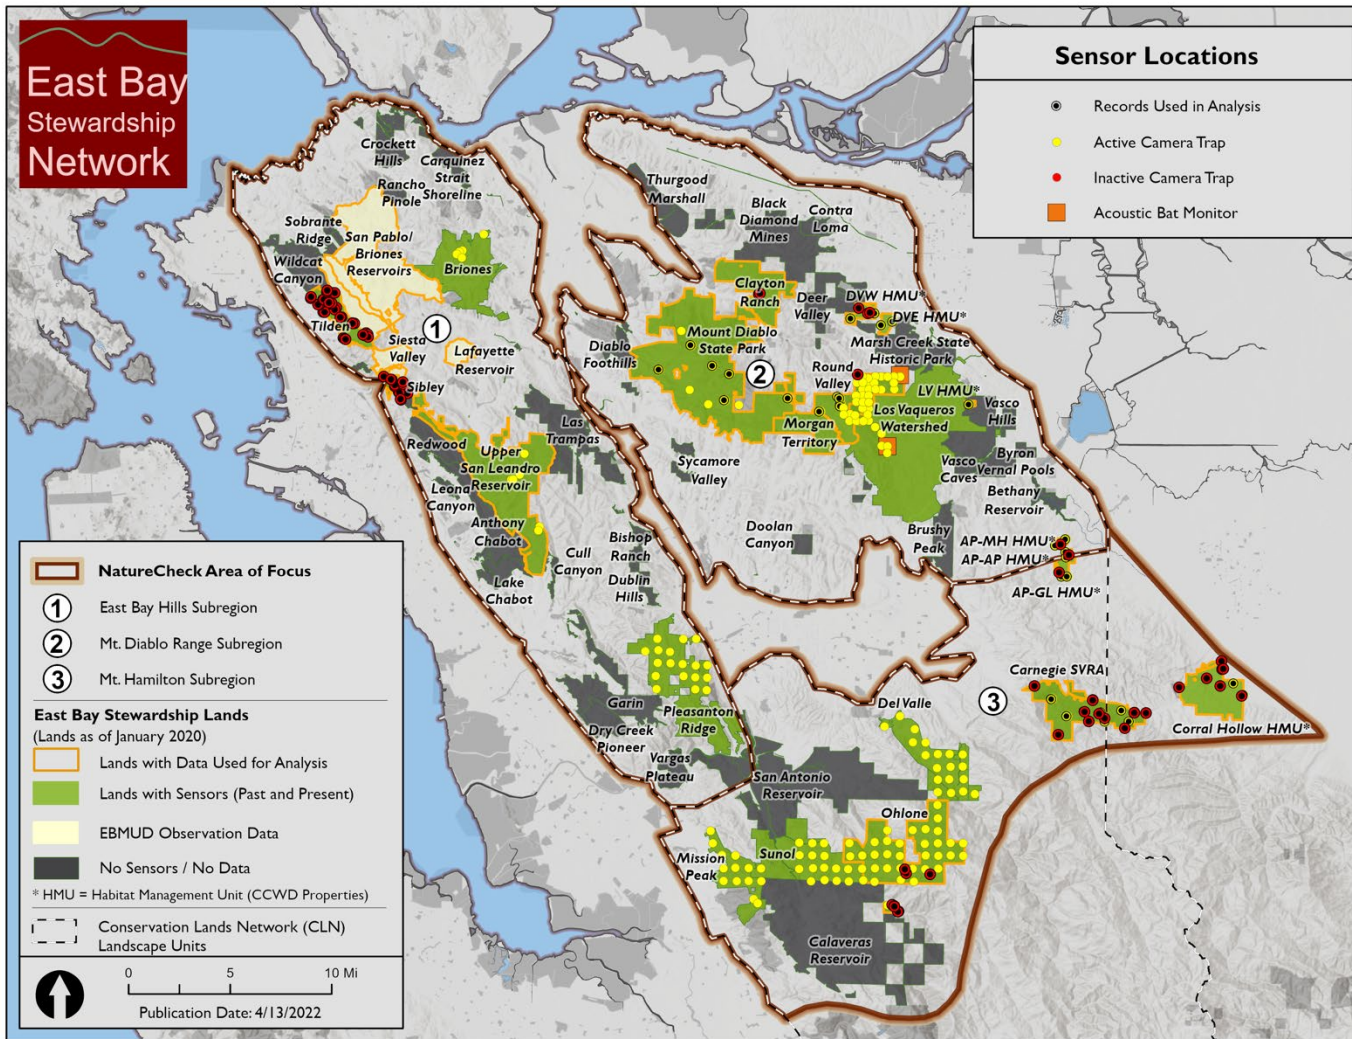 East Bay
Stewardship
Network
Sensor Locations
Records Used in Analysis
Active Camera Trap
Inactive Camera Trap
Acoustic Bat Monitor
Crockett
Hills
Carquinez
Strait
Shoreline
Rancho
Pinole
Sobrante
Ridge
San Pablo/
Briones
Reservoirs
Wildcat
Canyon
Briones
Tilden
1
Siesta
Valley
Lafayette
Reservoir
Sibley
Redwood
Las
Trampas
Upper
San Leandro
Reservoir
Leona
Canyon
Anthony
Chabot
Lake
Chabot
Cull
Canyon
Bishop
Ranch
Dublin
Hills
Garin
Dry Creek
Pioneer
Pleasanton
Ridge
Vargas
Plateau
Thurgood
Marshall
Black
Diamond
Mines
Contra
Loma
Clayton
Ranch
Deer
Valley
DVW HMU*
DVE HMU*
Mount Diablo
State Park
Marsh Creek State
Historic Park
Diablo
Foothills
2
Round
Valley
LV HMU*
Los Vaqueros
Watershed
Vasco
Hills
Morgan
Territory
Sycamore
Valley
Vasco
Caves
Byron
Vernal Pools
Bethany
Reservoir
Doolan
Canyon
Brushy
Peak
AP-MH HMU*
AP-AP HMU*
AP-GL HMU*
Carnegie SVRA
3
Corral Hollow HMU*
Del Valle
San Antonio
Reservoir
Ohlone
Mission
Peak
Sunol
Calaveras
Reservoir
NatureCheck Area of Focus
1 East Bay Hills Subregion
2 Mt. Diablo Range Subregion
3 Mt. Hamilton Subregion
East Bay Stewardship Lands
(Lands as of January 2020)
Lands with Data Used for Analysis
Lands with Sensors (Past and Present)
EBMUD Observation Data
No Sensors / No Data
* HMU = Habitat Management Unit (CCWD Properties)
Conservation Lands Network (CLN)
Landscape Units
0 5 10 Mi
Publication Date: 4/13/2022